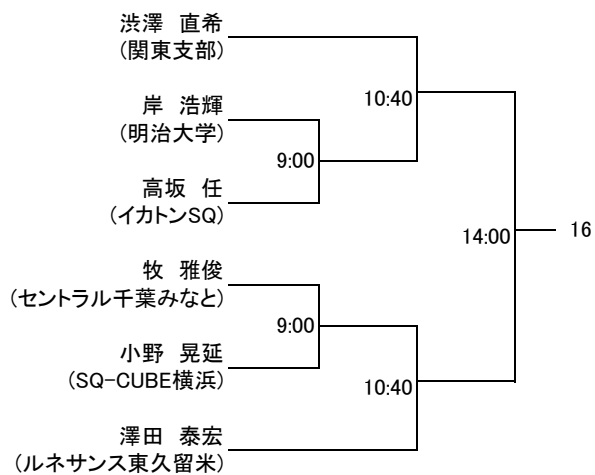 渋澤 直希
(関東支部)
10:40
岸 浩輝
(明治大学)
9:00
高坂 任
(イカトンSQ)
14:00
16
牧 雅俊
(セントラル千葉みなと)
9:00
小野 晃延
(SQ-CUBE横浜)
10:40
澤田 泰宏
(ルネサンス東久留米)